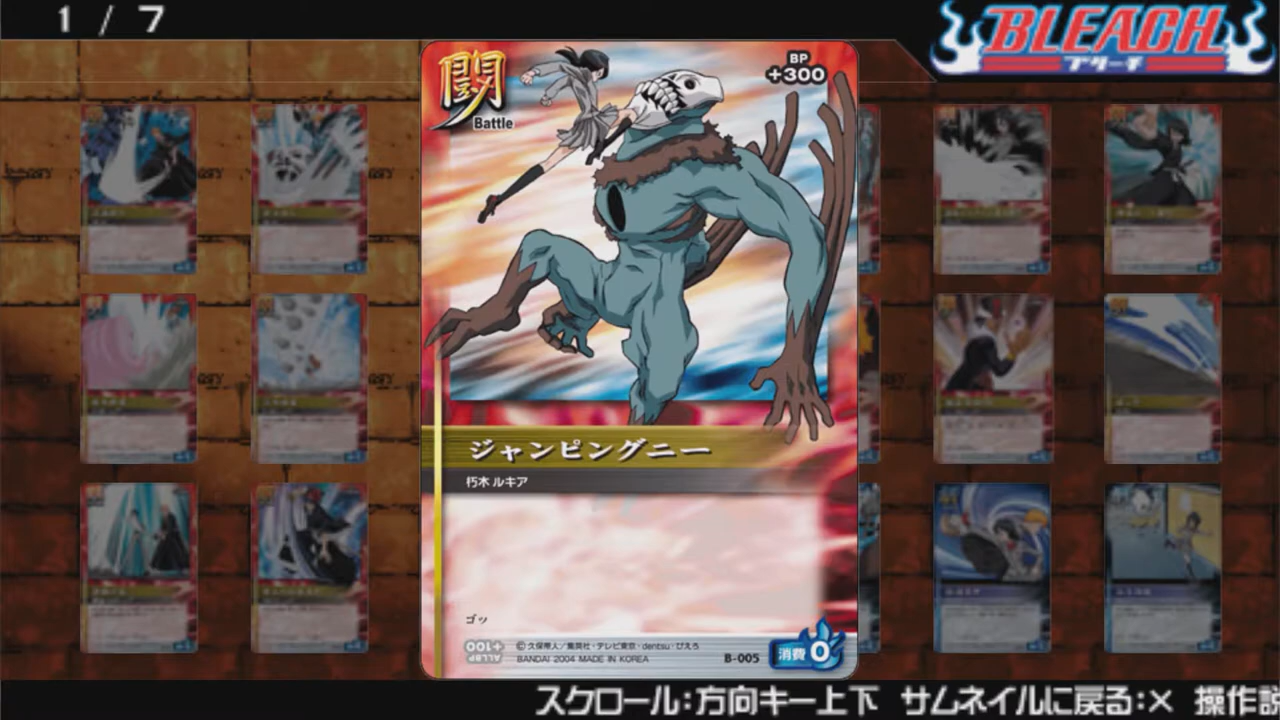 1 / 7
BLEACH
ブリーチ
闘
Battle
BP
+300
ジャンピングニー
朽木 ルキア
ゴッ
ALL BP
+100
©久保帯人／集英社・テレビ東京・dentsu・ぴえろ
BANDAI 2004 MADE IN KOREA
B-005
消費 0
スクロール:方向キー上下 サムネイルに戻る:× 操作説